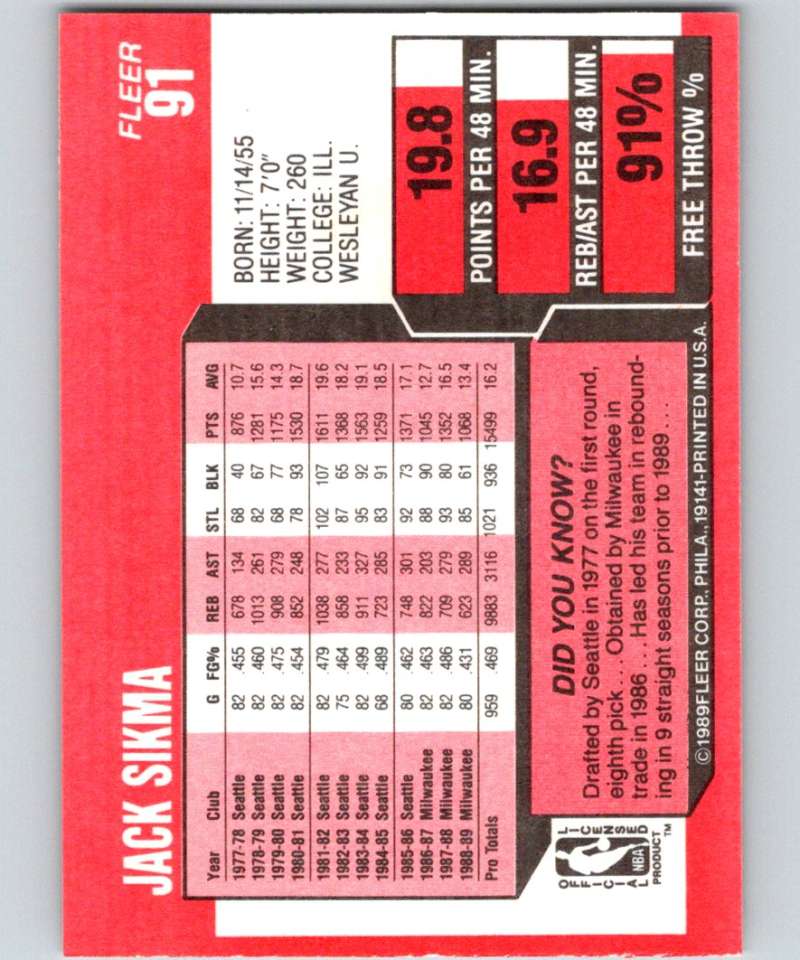 JACK SIKMA
FLEER
91
BORN: 11/14/55
HEIGHT: 7'0"
WEIGHT: 260
COLLEGE: ILL.
WESLEYAN U.
Year Club G FG% REB AST STL BLK PTS AVG
1977-78 Seattle 82 .455 678 134 68 40 876 10.7
1978-79 Seattle 82 .460 1013 261 82 67 1281 15.6
1979-80 Seattle 82 .475 908 279 68 77 1175 14.3
1980-81 Seattle 82 .454 852 248 78 93 1530 18.7
1981-82 Seattle 82 .479 1038 277 102 107 1611 19.6
1982-83 Seattle 75 .464 858 233 87 65 1368 18.2
1983-84 Seattle 82 .499 911 327 95 92 1563 19.1
1984-85 Seattle 68 .489 723 285 83 91 1259 18.5
1985-86 Seattle 80 .462 748 301 92 73 1371 17.1
1986-87 Milwaukee 82 .463 822 203 88 90 1045 12.7
1987-88 Milwaukee 82 .486 709 279 93 80 1352 16.5
1988-89 Milwaukee 80 .431 623 289 85 61 1068 13.4
Pro Totals 959 .469 9883 3116 1021 936 15499 16.2
19.8
POINTS PER 48 MIN.
16.9
REB/AST PER 48 MIN.
91%
FREE THROW %
DID YOU KNOW?
Drafted by Seattle in 1977 on the first round,
eighth pick... Obtained by Milwaukee in
trade in 1986... Has led his team in rebound-
ing in 9 straight seasons prior to 1989...
OFFICIAL LICENSED
NBA
PRODUCT™
©1989 FLEER CORP., PHILA., 19141-PRINTED IN U.S.A.